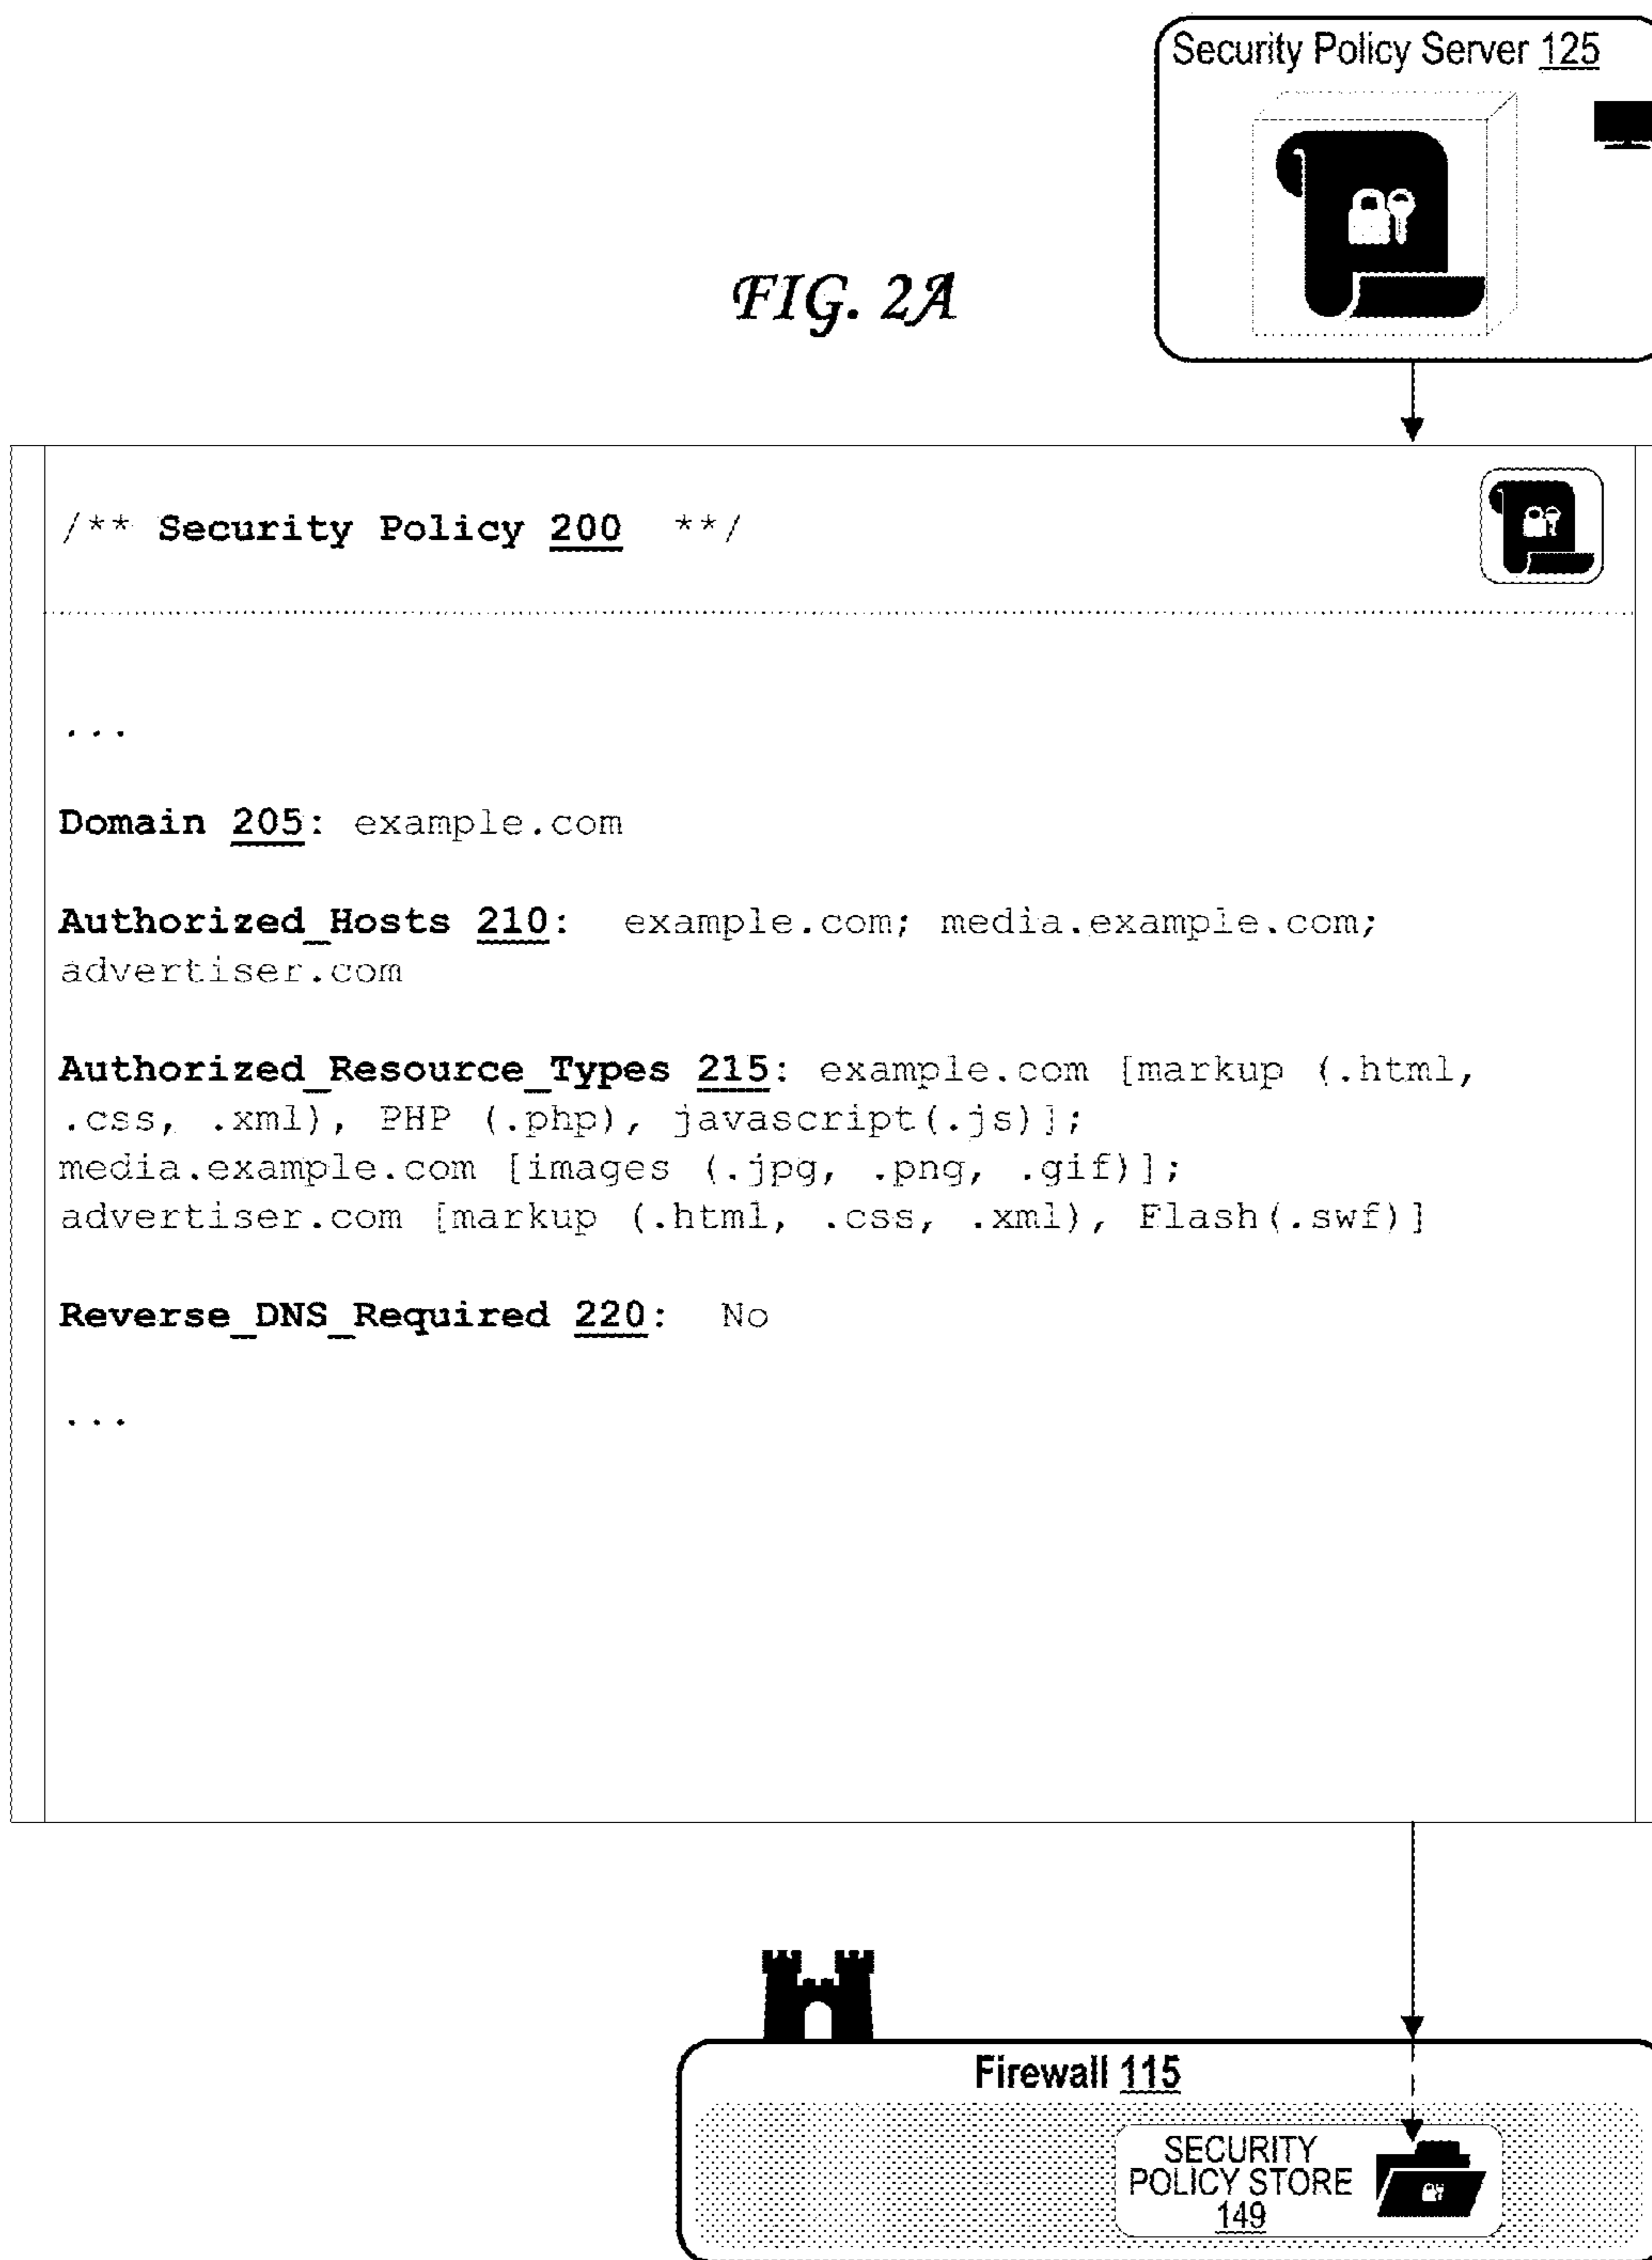 Security Policy Server 125
FIG. 2A
/** Security Policy 200 **/
...
Domain 205: example.com
Authorized_Hosts 210: example.com; media.example.com;
advertiser.com
Authorized_Resource_Types 215: example.com [markup (.html,
.css, .xml), PHP (.php), javascript(.js)];
media.example.com [images (.jpg, .png, .gif)];
advertiser.com [markup (.html, .css, .xml), Flash(.swf)]
Reverse_DNS_Required 220: No
...
Firewall 115
SECURITY
POLICY STORE
149